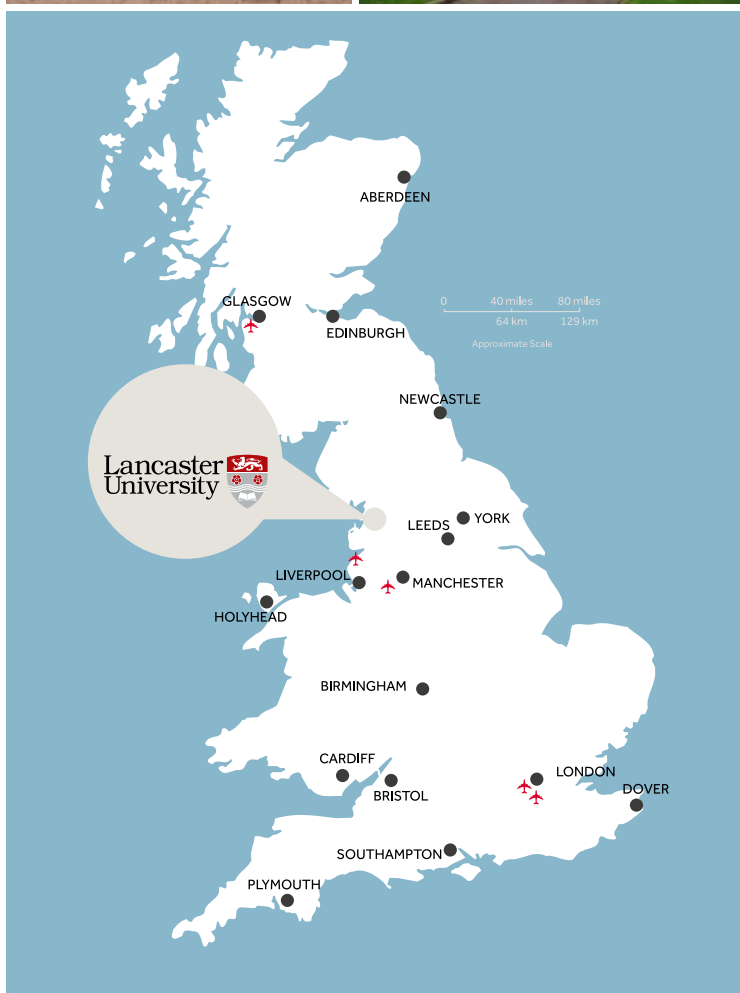 ABERDEEN
GLASGOW
EDINBURGH
0 40 miles 80 miles
64 km 129 km
Approximate Scale
NEWCASTLE
Lancaster
University
YORK
LEEDS
LIVERPOOL
MANCHESTER
HOLYHEAD
BIRMINGHAM
CARDIFF
BRISTOL
LONDON
DOVER
SOUTHAMPTON
PLYMOUTH